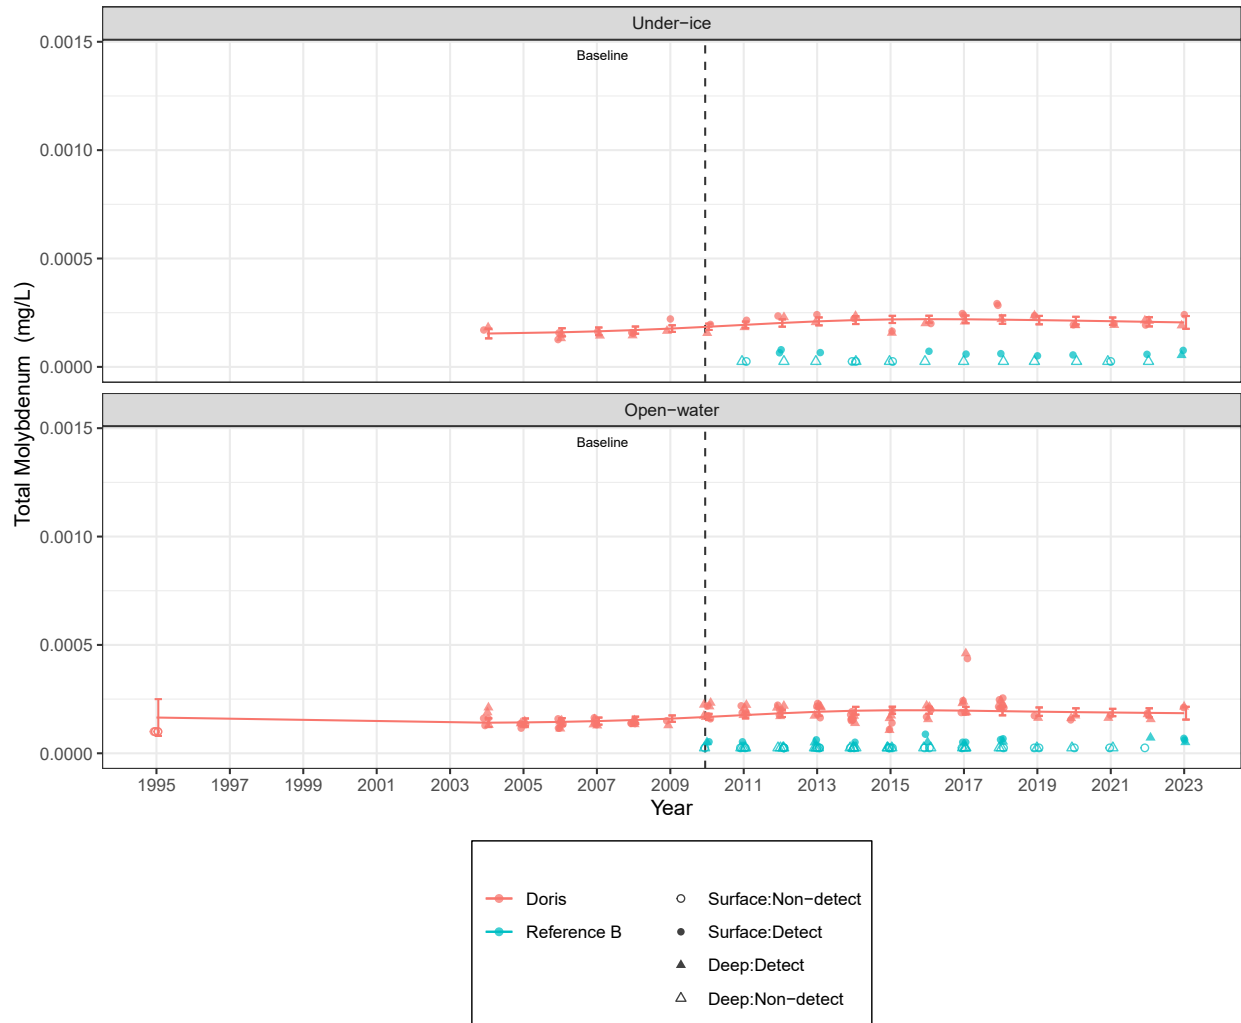 Under−ice
Baseline
0.0015
0.0010
0.0005
0.0000
Open−water
Baseline
0.0015
0.0010
0.0005
0.0000
Total Molybdenum (mg/L)
1995 1997 1999 2001 2003 2005 2007 2009 2011 2013 2015 2017 2019 2021 2023
Year
Doris
Reference B
Surface:Non−detect
Surface:Detect
Deep:Detect
Deep:Non−detect